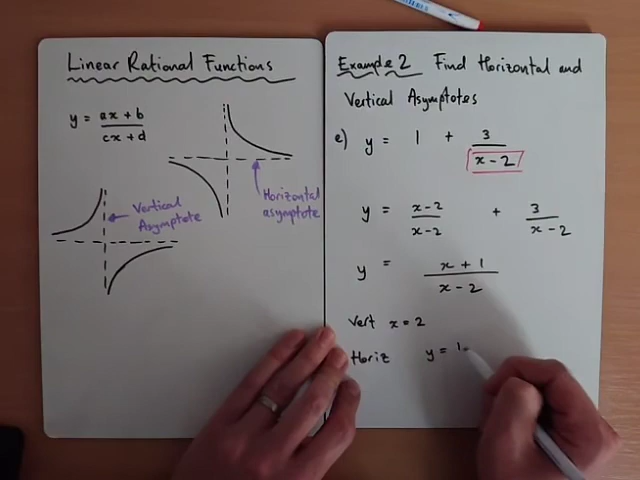 Linear Rational Functions
y = ax + b / cx + d
Vertical
Asymptote
Horizontal
asymptote
Example 2 Find Horizontal and
Vertical Asymptotes
e) y = 1 + 3 / x - 2
y = x - 2 / x - 2 + 3 / x - 2
y = x + 1 / x - 2
Vert x = 2
Horiz y = 1